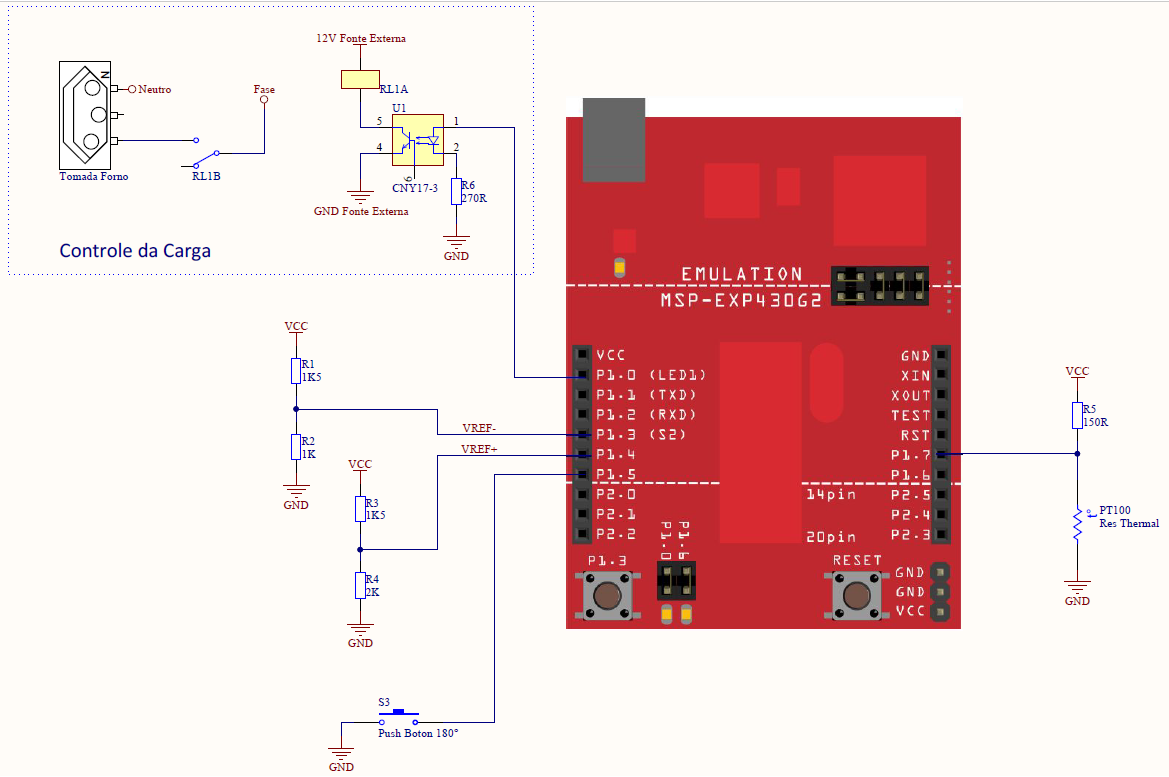 12V Fonte Externa
N
Neutro
Fase
RL1A
U1
5
1
4
2
6
CNY17-3
R6
270R
Tomada Forno
RL1B
GND Fonte Externa
GND
Controle da Carga
EMULATION
MSP-EXP430G2
VCC
R1
1K5
R2
1K
GND
VREF-
VREF+
VCC
R3
1K5
R4
2K
GND
VCC
P1.0 (LED1)
P1.1 (TXD)
P1.2 (RXD)
P1.3 (S2)
P1.4
P1.5
P2.0
P2.1
P2.2
GND
XIN
XOUT
TEST
RST
P1.7
P1.6
P2.5
P2.4
P2.3
14pin
20pin
P1.3
P1.0
P1.6
RESET
GND
GND
VCC
VCC
R5
150R
t°
PT100
Res Thermal
GND
S3
Push Boton 180°
GND